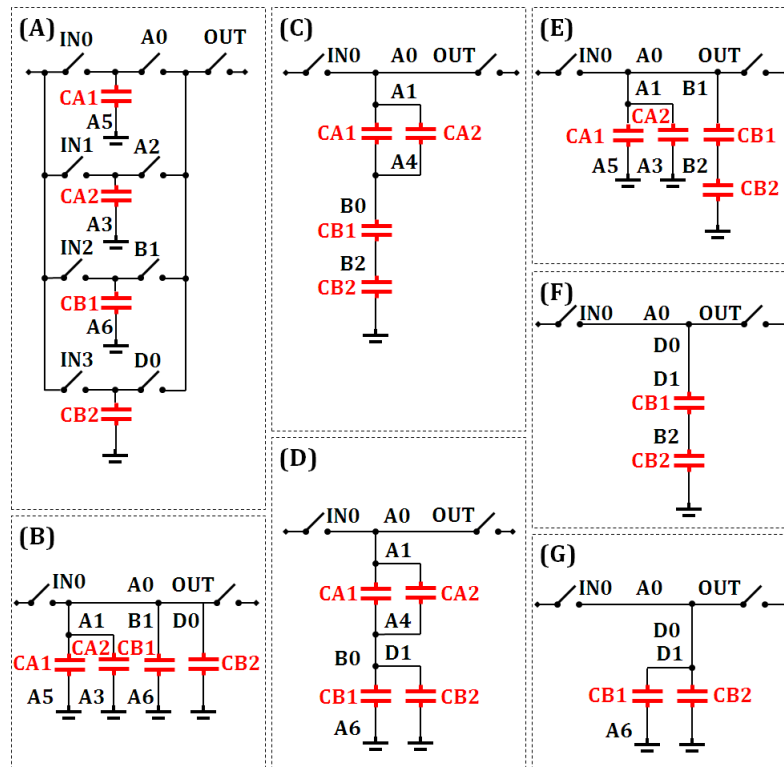 (A)
IN0 A0 OUT
CA1
A5
IN1 A2
CA2
A3
IN2 B1
CB1
A6
IN3 D0
CB2
(B)
IN0 A0 OUT
A1 B1 D0
CA2 CB1
CA1 CB2
A5 A3 A6
(C)
IN0 A0 OUT
A1
CA1 CA2
A4
B0
CB1
B2
CB2
(D)
IN0 A0 OUT
A1
CA1 CA2
A4
B0 D1
CB1 CB2
A6
(E)
IN0 A0 OUT
A1 B1
CA2
CA1 CB1
A5 A3 B2
CB2
(F)
IN0 A0 OUT
D0
D1
CB1
B2
CB2
(G)
IN0 A0 OUT
D0
D1
CB1 CB2
A6